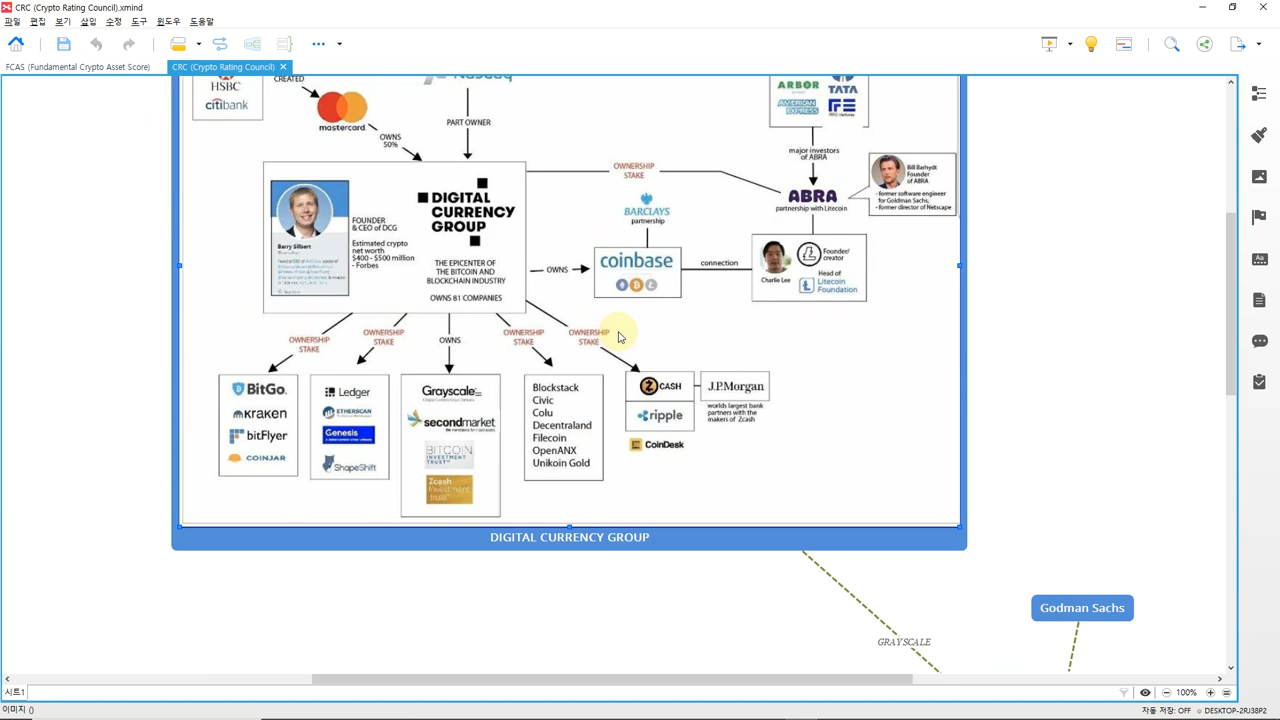 CRC (Crypto Rating Council).xmind
파일 편집 보기 삽입 수정 도구 윈도우 도움말
FCAS (Fundamental Crypto Asset Score)
CRC (Crypto Rating Council)
HSBC
citibank
CREATED
mastercard
OWNS
50%
Nasdaq
PART OWNER
ARBOR
TATA
AMERICAN
EXPRESS
major investors
of ABRA
Bill Barhydt
Founder
of ABRA
- former software engineer
for Goldman Sachs,
- former director of Netscape
ABRA
partnership with Litecoin
OWNERSHIP
STAKE
BARCLAYS
partnership
Barry Silbert
FOUNDER
& CEO of DCG
Estimated crypto
net worth
$400 - $500 million
- Forbes
DIGITAL
CURRENCY
GROUP
THE EPICENTER OF
THE BITCOIN AND
BLOCKCHAIN INDUSTRY
OWNS 81 COMPANIES
OWNS
coinbase
connection
Charlie Lee
Founder/
creator
Head of
Litecoin
Foundation
OWNERSHIP
STAKE
OWNERSHIP
STAKE
OWNS
OWNERSHIP
STAKE
OWNERSHIP
STAKE
BitGo
kraken
bitFlyer
COINJAR
Ledger
ETHERSCAN
Genesis
ShapeShift
Grayscale
secondmarket
BITCOIN
INVESTMENT
TRUST
Zcash
Investment
Trust
Blockstack
Civic
Colu
Decentraland
Filecoin
OpenANX
Unikoin Gold
ZCASH
ripple
CoinDesk
J.P.Morgan
worlds largest bank
partners with the
makers of Zcash
DIGITAL CURRENCY GROUP
Godman Sachs
GRAYSCALE
시트1
100%
이미지 ()
자동 저장: OFF
DESKTOP-2RJ38P2